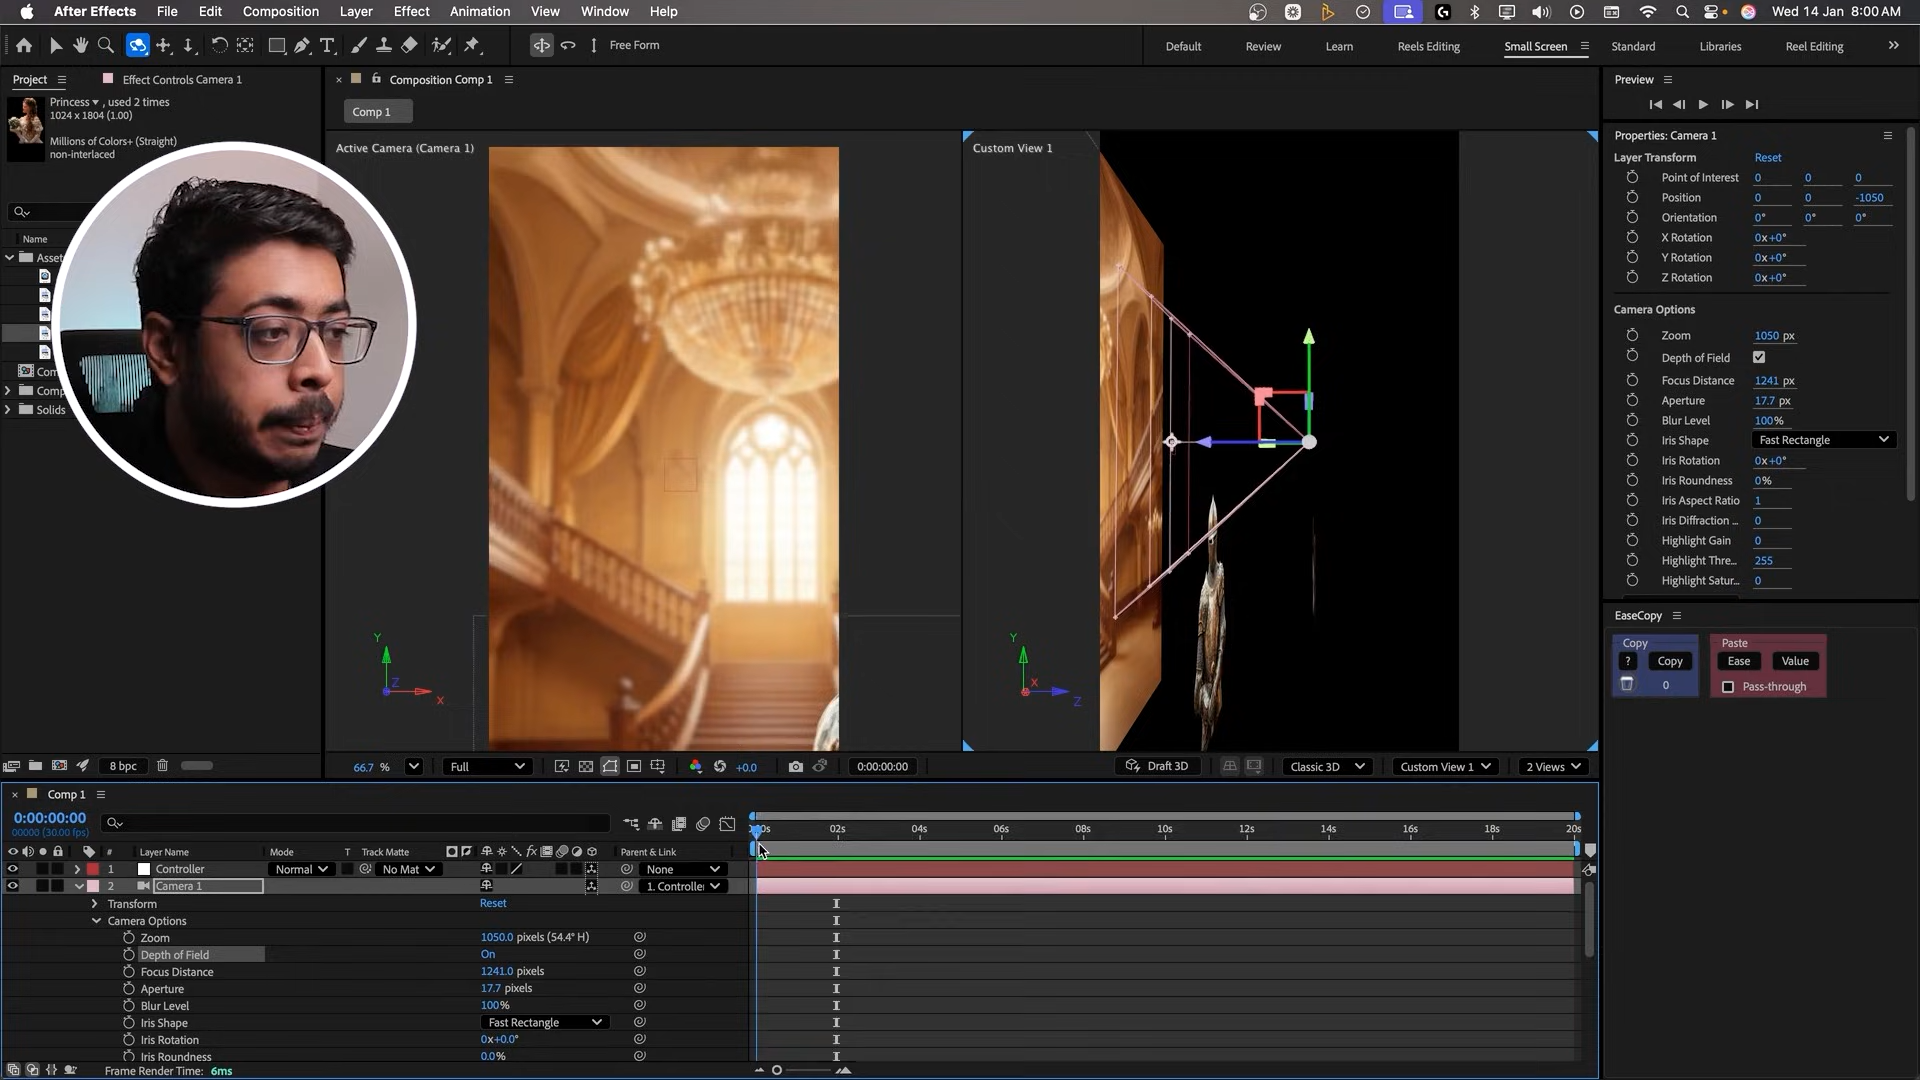 After Effects File Edit Composition Layer Effect Animation View Window Help
Wed 14 Jan 8:00 AM
Free Form
Default Review Learn Reels Editing Small Screen Standard Libraries Reel Editing
Project Effect Controls Camera 1
Princess , used 2 times
1024 x 1804 (1.00)
Millions of Colors+ (Straight)
non-interlaced
Name
Asset
Com
Comp
Solids
8 bpc
Composition Comp 1
Comp 1
Active Camera (Camera 1)
Y
Z
X
Custom View 1
Y
X
Z
66.7 %
Full
+0.0
0:00:00:00
Draft 3D
Classic 3D
Custom View 1
2 Views
Preview
Properties: Camera 1
Layer Transform Reset
Point of Interest 0 0 0
Position 0 0 -1050
Orientation 0° 0° 0°
X Rotation 0x+0°
Y Rotation 0x+0°
Z Rotation 0x+0°
Camera Options
Zoom 1050 px
Depth of Field
Focus Distance 1241 px
Aperture 17.7 px
Blur Level 100%
Iris Shape Fast Rectangle
Iris Rotation 0x+0°
Iris Roundness 0%
Iris Aspect Ratio 1
Iris Diffraction ... 0
Highlight Gain 0
Highlight Thre... 255
Highlight Satur... 0
EaseCopy
Copy Paste
? Copy Ease Value
0 Pass-through
Comp 1
0:00:00:00
00000 (30.00 fps)
# Layer Name Mode T Track Matte fx Parent & Link
02s 04s 06s 08s 10s 12s 14s 16s 18s 20s
1 Controller Normal No Mat None
2 Camera 1 1. Controller
Transform Reset
Camera Options
Zoom 1050.0 pixels (54.4° H)
Depth of Field On
Focus Distance 1241.0 pixels
Aperture 17.7 pixels
Blur Level 100%
Iris Shape Fast Rectangle
Iris Rotation 0x+0.0°
Iris Roundness 0.0%
Frame Render Time: 6ms